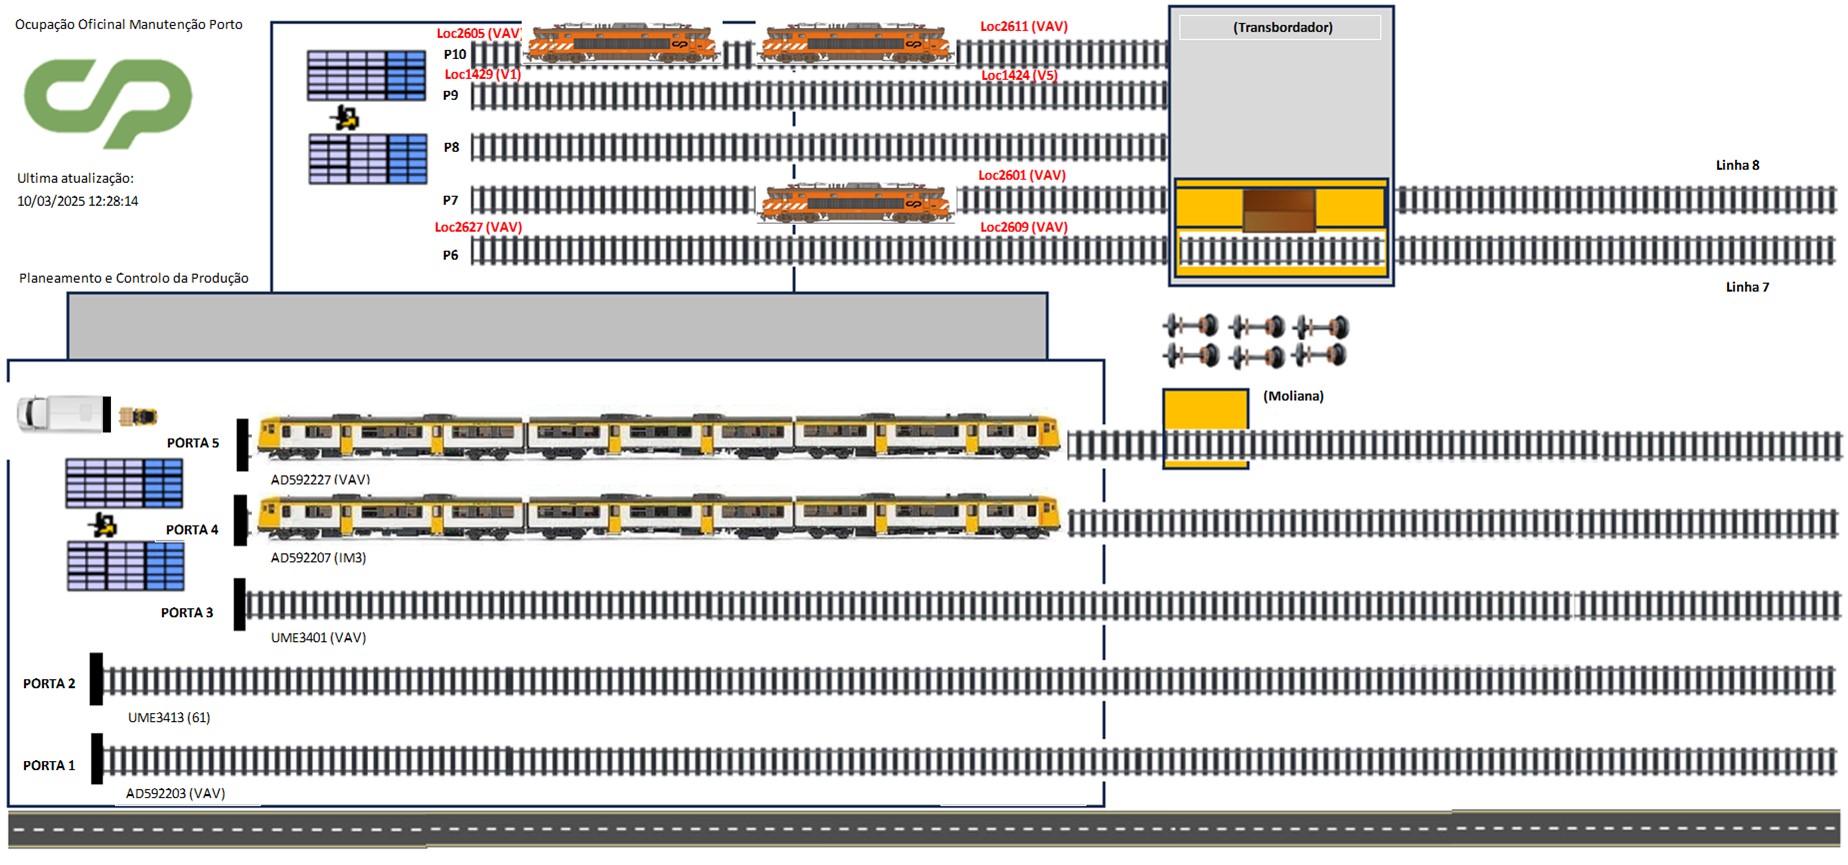 Ocupação Oficinal Manutenção Porto
CP
Ultima atualização:
10/03/2025 12:28:14
Planeamento e Controlo da Produção
Loc2605 (VAV)
Loc2611 (VAV)
P10
Loc1429 (V1)
Loc1424 (V5)
P9
P8
Loc2601 (VAV)
P7
Loc2627 (VAV)
Loc2609 (VAV)
P6
(Transbordador)
Linha 8
Linha 7
(Moliana)
PORTA 5
AD592227 (VAV)
PORTA 4
AD592207 (IM3)
PORTA 3
UME3401 (VAV)
PORTA 2
UME3413 (61)
PORTA 1
AD592203 (VAV)